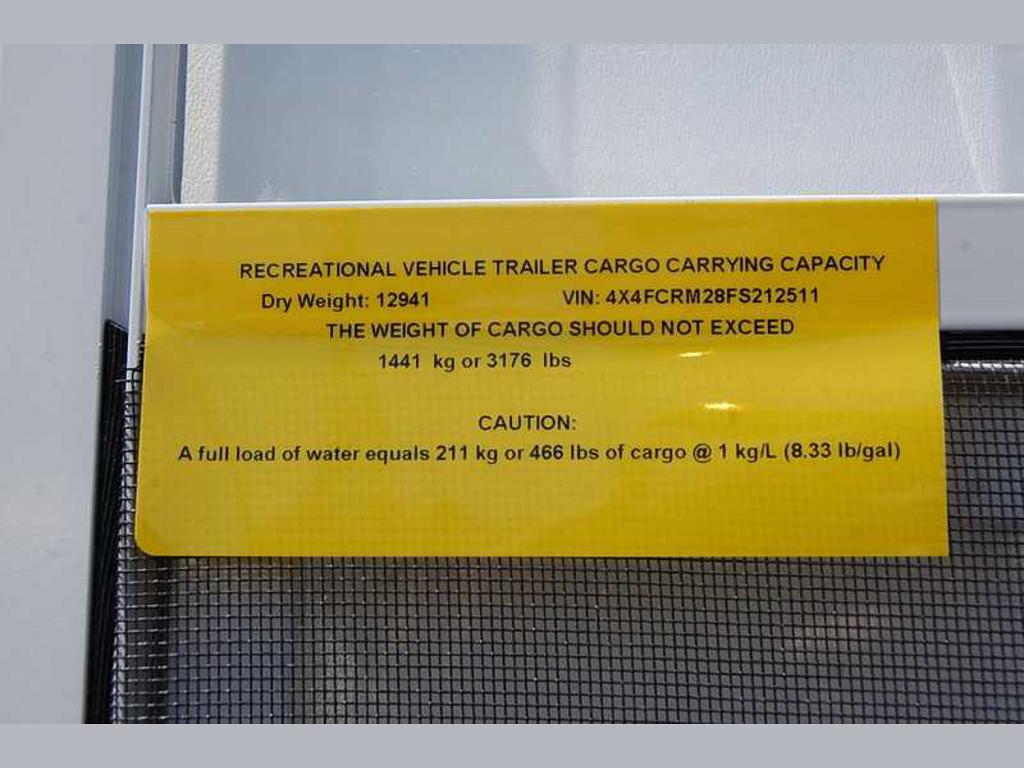 RECREATIONAL VEHICLE TRAILER CARGO CARRYING CAPACITY
Dry Weight: 12941 VIN: 4X4FCRM28FS212511
THE WEIGHT OF CARGO SHOULD NOT EXCEED
1441 kg or 3176 lbs
CAUTION:
A full load of water equals 211 kg or 466 lbs of cargo @ 1 kg/L (8.33 lb/gal)